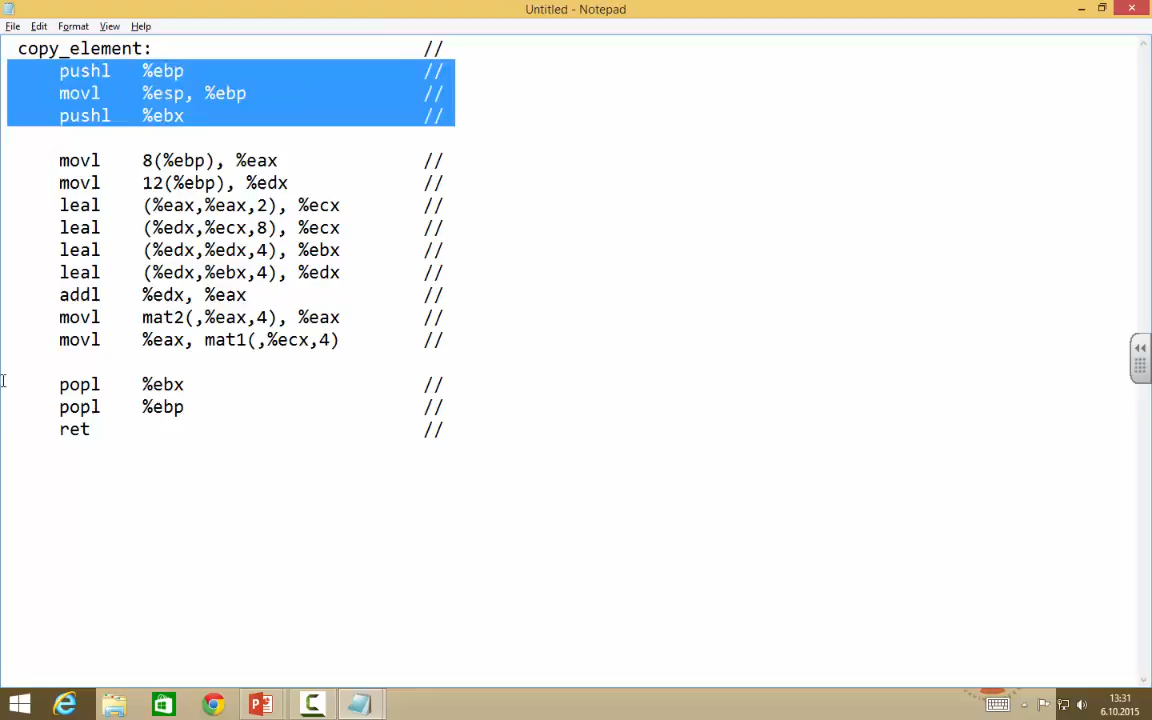 Untitled - Notepad
File Edit Format View Help
copy_element: //
pushl %ebp //
movl %esp, %ebp //
pushl %ebx //
movl 8(%ebp), %eax //
movl 12(%ebp), %edx //
leal (%eax,%eax,2), %ecx //
leal (%edx,%ecx,8), %ecx //
leal (%edx,%edx,4), %ebx //
leal (%edx,%ebx,4), %edx //
addl %edx, %eax //
movl mat2(,%eax,4), %eax //
movl %eax, mat1(,%ecx,4) //
popl %ebx //
popl %ebp //
ret //
13:31
6.10.2015